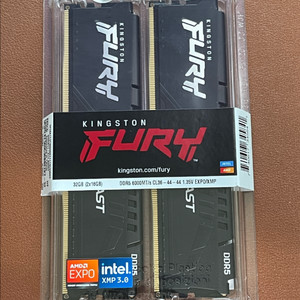 KINGSTON
FURY
KINGSTON
FURY
KINGSTON
FURY
kingston.com/fury
32GB (2x16GB) DDR5 6000MT/s CL36-44-44 1.35V EXPO/XMP
AMD
EXPO
intel
XMP 3.0
DDR5
DDR5